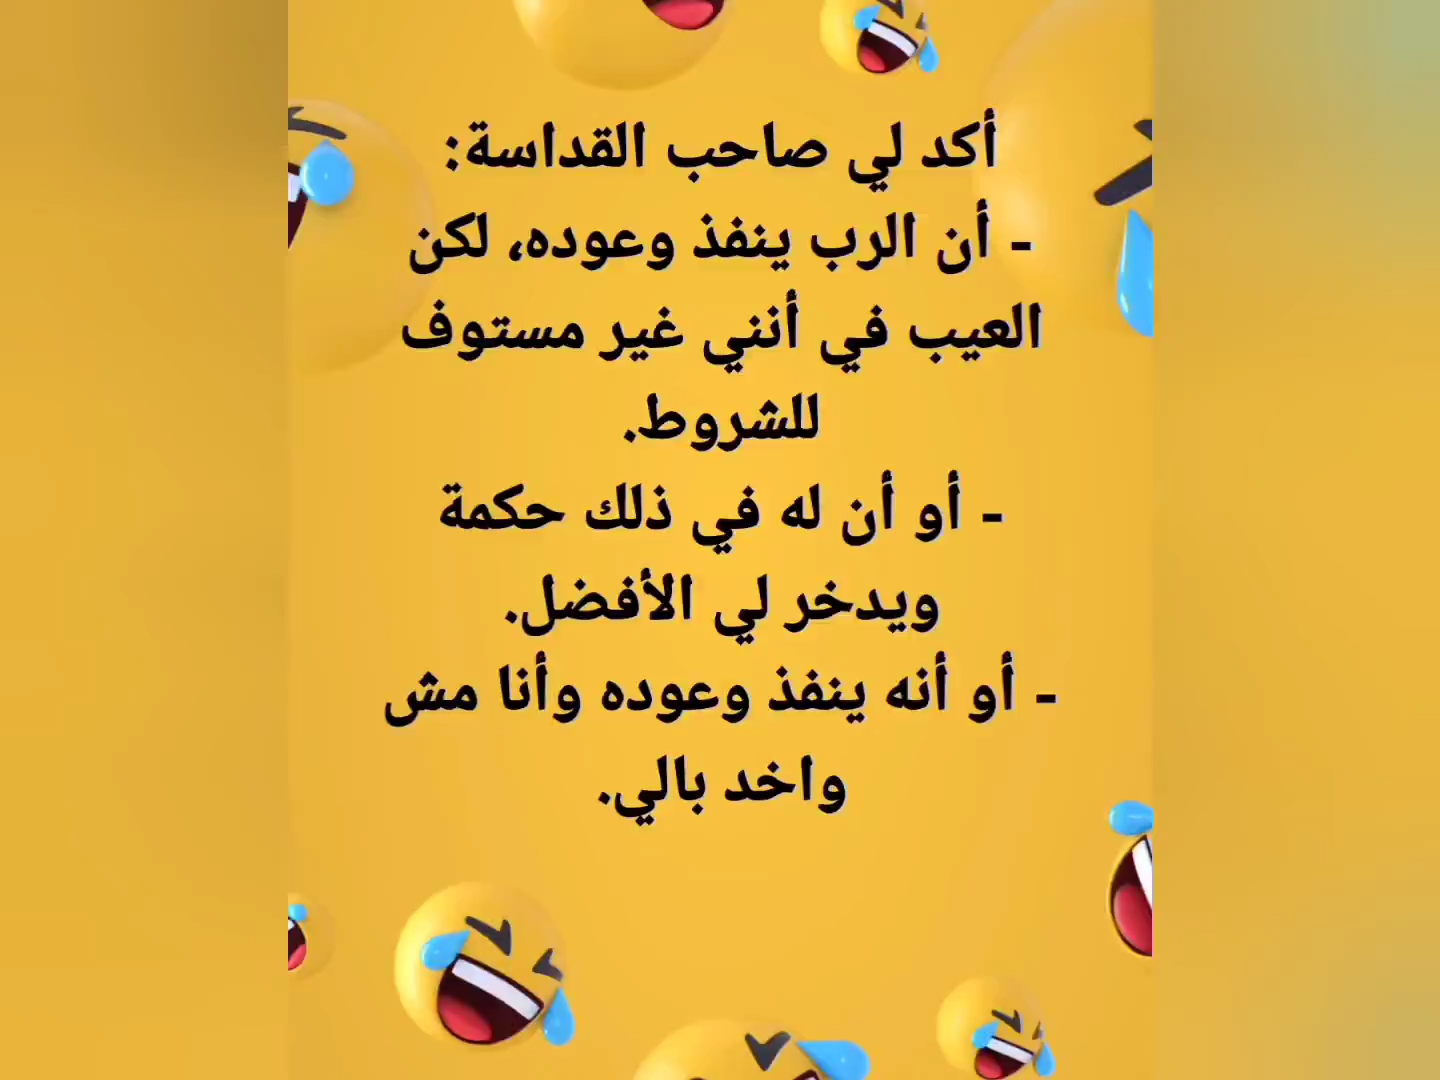 أكد لي صاحب القداسة:
- أن الرب ينفذ وعوده، لكن
العيب في أنني غير مستوف
للشروط.
- أو أن له في ذلك حكمة
ويدخر لي الأفضل.
- أو أنه ينفذ وعوده وأنا مش
واخد بالي.